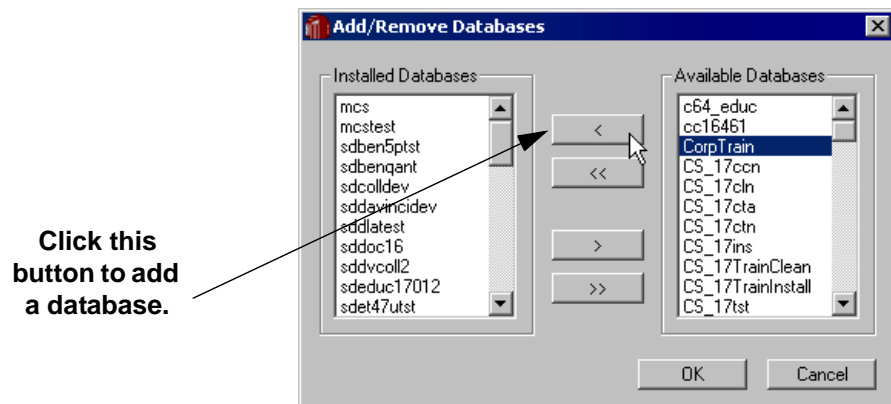 Add/Remove Databases
Installed Databases
mcs
mcstest
sdben5ptst
sdbenqant
sdcolldev
sddavincidev
sddlatest
sddoc16
sddvcoll2
sdeduc17012
sdet47utst
<
<<
>
>>
Available Databases
c64_educ
cc16461
CorpTrain
CS_17ccn
CS_17cln
CS_17cta
CS_17ctn
CS_17ins
CS_17TrainClean
CS_17TrainInstall
CS_17tst
OK
Cancel
Click this
button to add
a database.